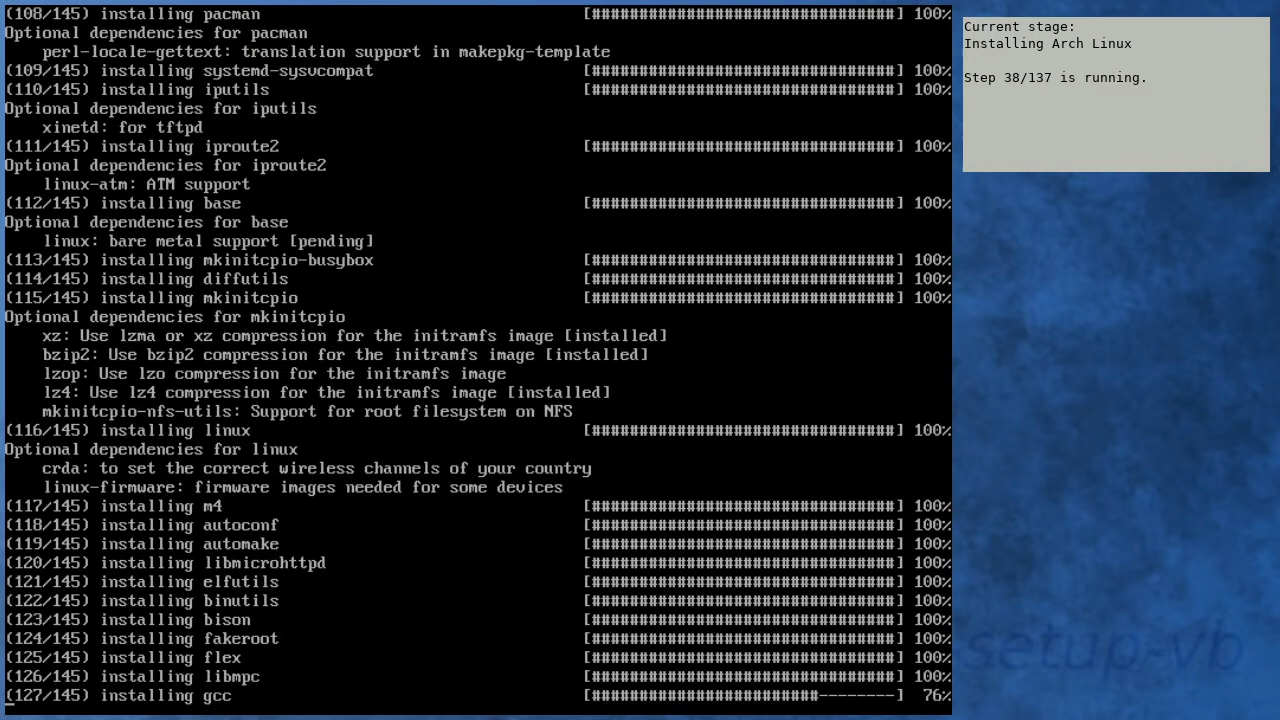 (108/145) installing pacman [################################] 100%
Optional dependencies for pacman
    perl-locale-gettext: translation support in makepkg-template
(109/145) installing systemd-sysvcompat [################################] 100%
(110/145) installing iputils [################################] 100%
Optional dependencies for iputils
    xinetd: for tftpd
(111/145) installing iproute2 [################################] 100%
Optional dependencies for iproute2
    linux-atm: ATM support
(112/145) installing base [################################] 100%
Optional dependencies for base
    linux: bare metal support [pending]
(113/145) installing mkinitcpio-busybox [################################] 100%
(114/145) installing diffutils [################################] 100%
(115/145) installing mkinitcpio [################################] 100%
Optional dependencies for mkinitcpio
    xz: Use lzma or xz compression for the initramfs image [installed]
    bzip2: Use bzip2 compression for the initramfs image [installed]
    lzop: Use lzo compression for the initramfs image
    lz4: Use lz4 compression for the initramfs image [installed]
    mkinitcpio-nfs-utils: Support for root filesystem on NFS
(116/145) installing linux [################################] 100%
Optional dependencies for linux
    crda: to set the correct wireless channels of your country
    linux-firmware: firmware images needed for some devices
(117/145) installing m4 [################################] 100%
(118/145) installing autoconf [################################] 100%
(119/145) installing automake [################################] 100%
(120/145) installing libmicrohttpd [################################] 100%
(121/145) installing elfutils [################################] 100%
(122/145) installing binutils [################################] 100%
(123/145) installing bison [################################] 100%
(124/145) installing fakeroot [################################] 100%
(125/145) installing flex [################################] 100%
(126/145) installing libmpc [################################] 100%
(127/145) installing gcc [########################--------] 76%
Current stage:
Installing Arch Linux
Step 38/137 is running.
setup-vb